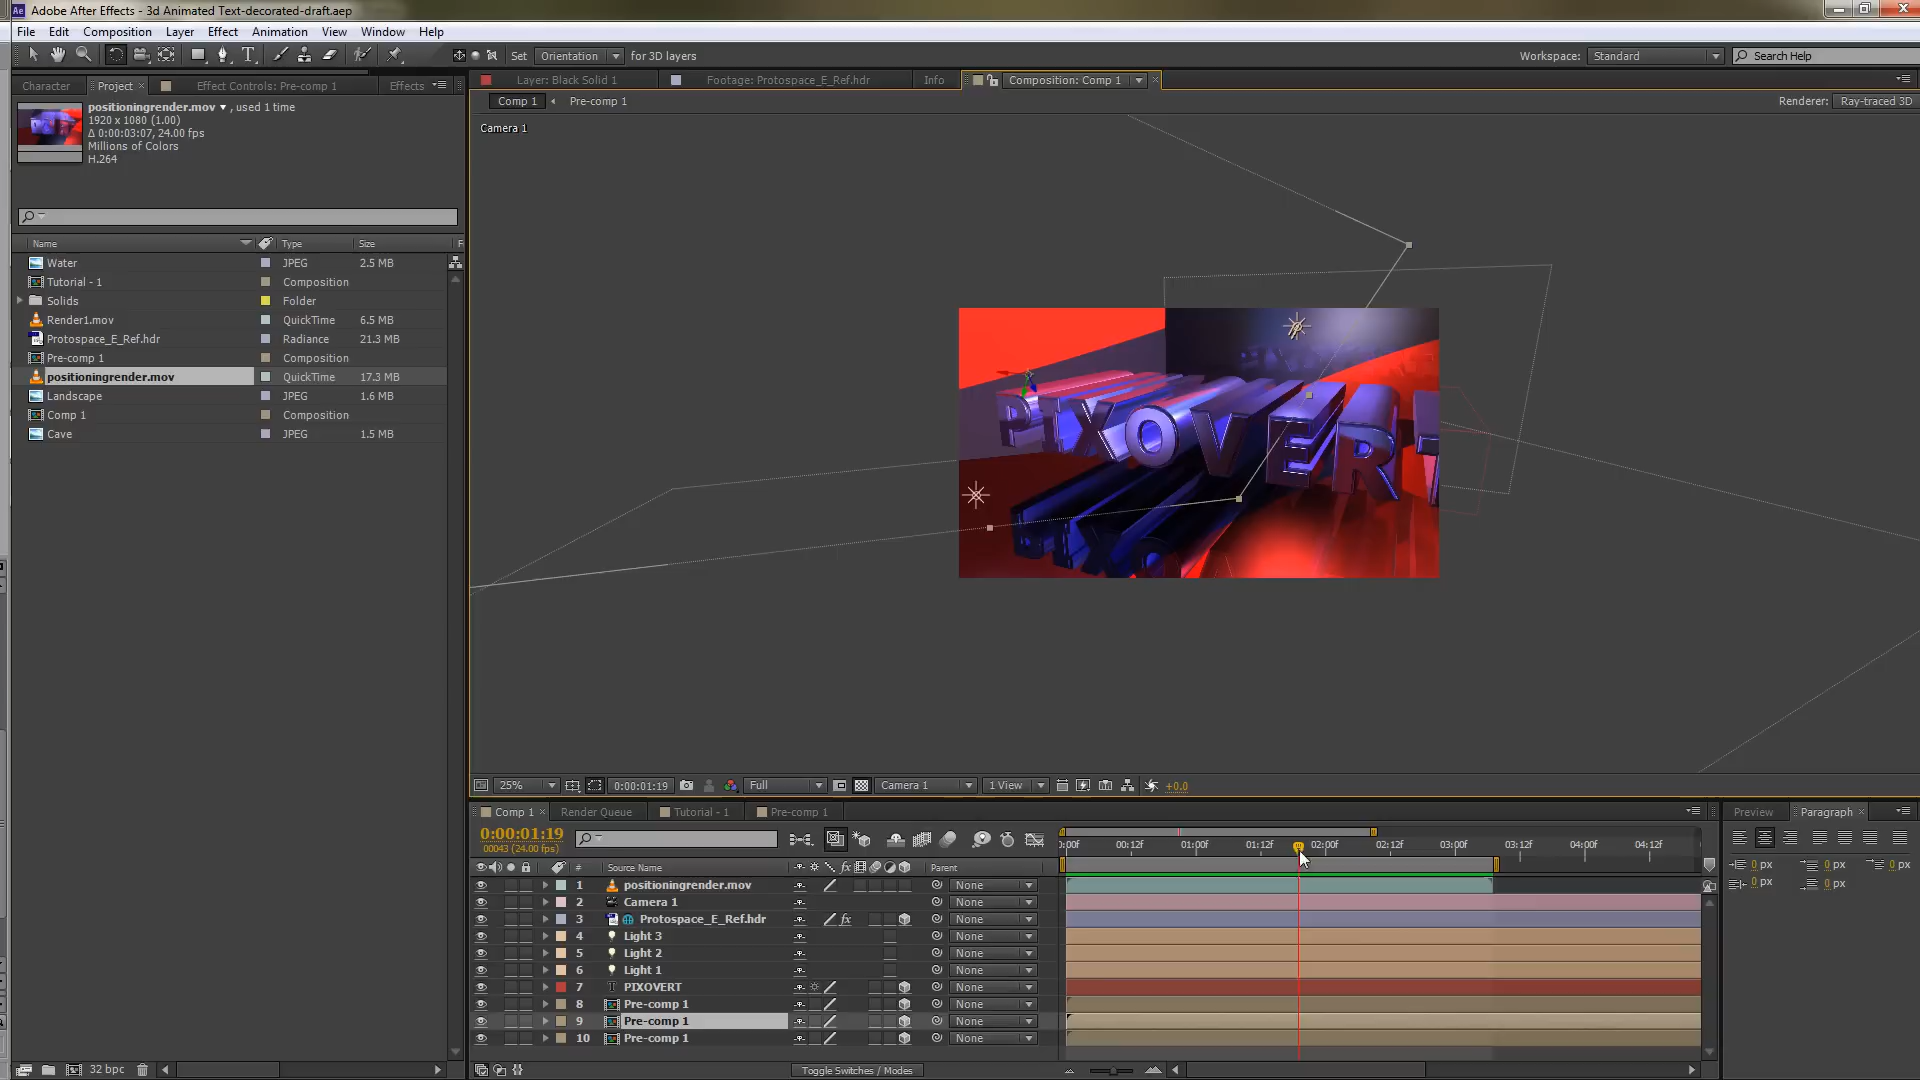 Ae Adobe After Effects - 3d Animated Text-decorated-draft.aep
File Edit Composition Layer Effect Animation View Window Help
Set Orientation for 3D layers
Workspace: Standard Search Help
Character Project Effect Controls: Pre-comp 1 Effects
Layer: Black Solid 1 Footage: Protospace_E_Ref.hdr Info Composition: Comp 1
positioningrender.mov , used 1 time
1920 x 1080 (1.00)
Δ 0:00:03:07, 24.00 fps
Millions of Colors
H.264
Comp 1 Pre-comp 1
Renderer: Ray-traced 3D
Camera 1
Name Type Size F
Water JPEG 2.5 MB
Tutorial - 1 Composition
Solids Folder
Render1.mov QuickTime 6.5 MB
Protospace_E_Ref.hdr Radiance 21.3 MB
Pre-comp 1 Composition
positioningrender.mov QuickTime 17.3 MB
Landscape JPEG 1.6 MB
Comp 1 Composition
Cave JPEG 1.5 MB
PIXOVERT
25% 0:00:01:19 Full Camera 1 1 View +0.0
Comp 1 Render Queue Tutorial - 1 Pre-comp 1
Preview Paragraph
0:00:01:19
00043 (24.00 fps)
):00f 00:12f 01:00f 01:12f 02:00f 02:12f 03:00f 03:12f 04:00f 04:12f
# Source Name fx Parent
0 px 0 px 0 px
0 px 0 px
1 positioningrender.mov None
2 Camera 1 None
3 Protospace_E_Ref.hdr fx None
4 Light 3 None
5 Light 2 None
6 Light 1 None
7 T PIXOVERT None
8 Pre-comp 1 None
9 Pre-comp 1 None
10 Pre-comp 1 None
32 bpc
Toggle Switches / Modes